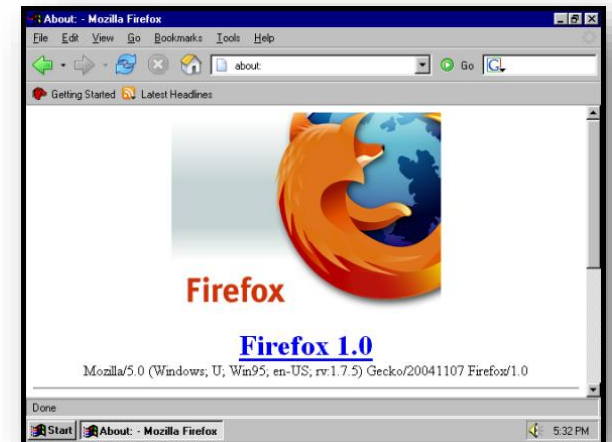 About: - Mozilla Firefox
File Edit View Go Bookmarks Tools Help
about: Go G
Getting Started Latest Headlines
Firefox
Firefox 1.0
Mozilla/5.0 (Windows; U; Win95; en-US; rv:1.7.5) Gecko/20041107 Firefox/1.0
Done
Start About: - Mozilla Firefox 5:32 PM